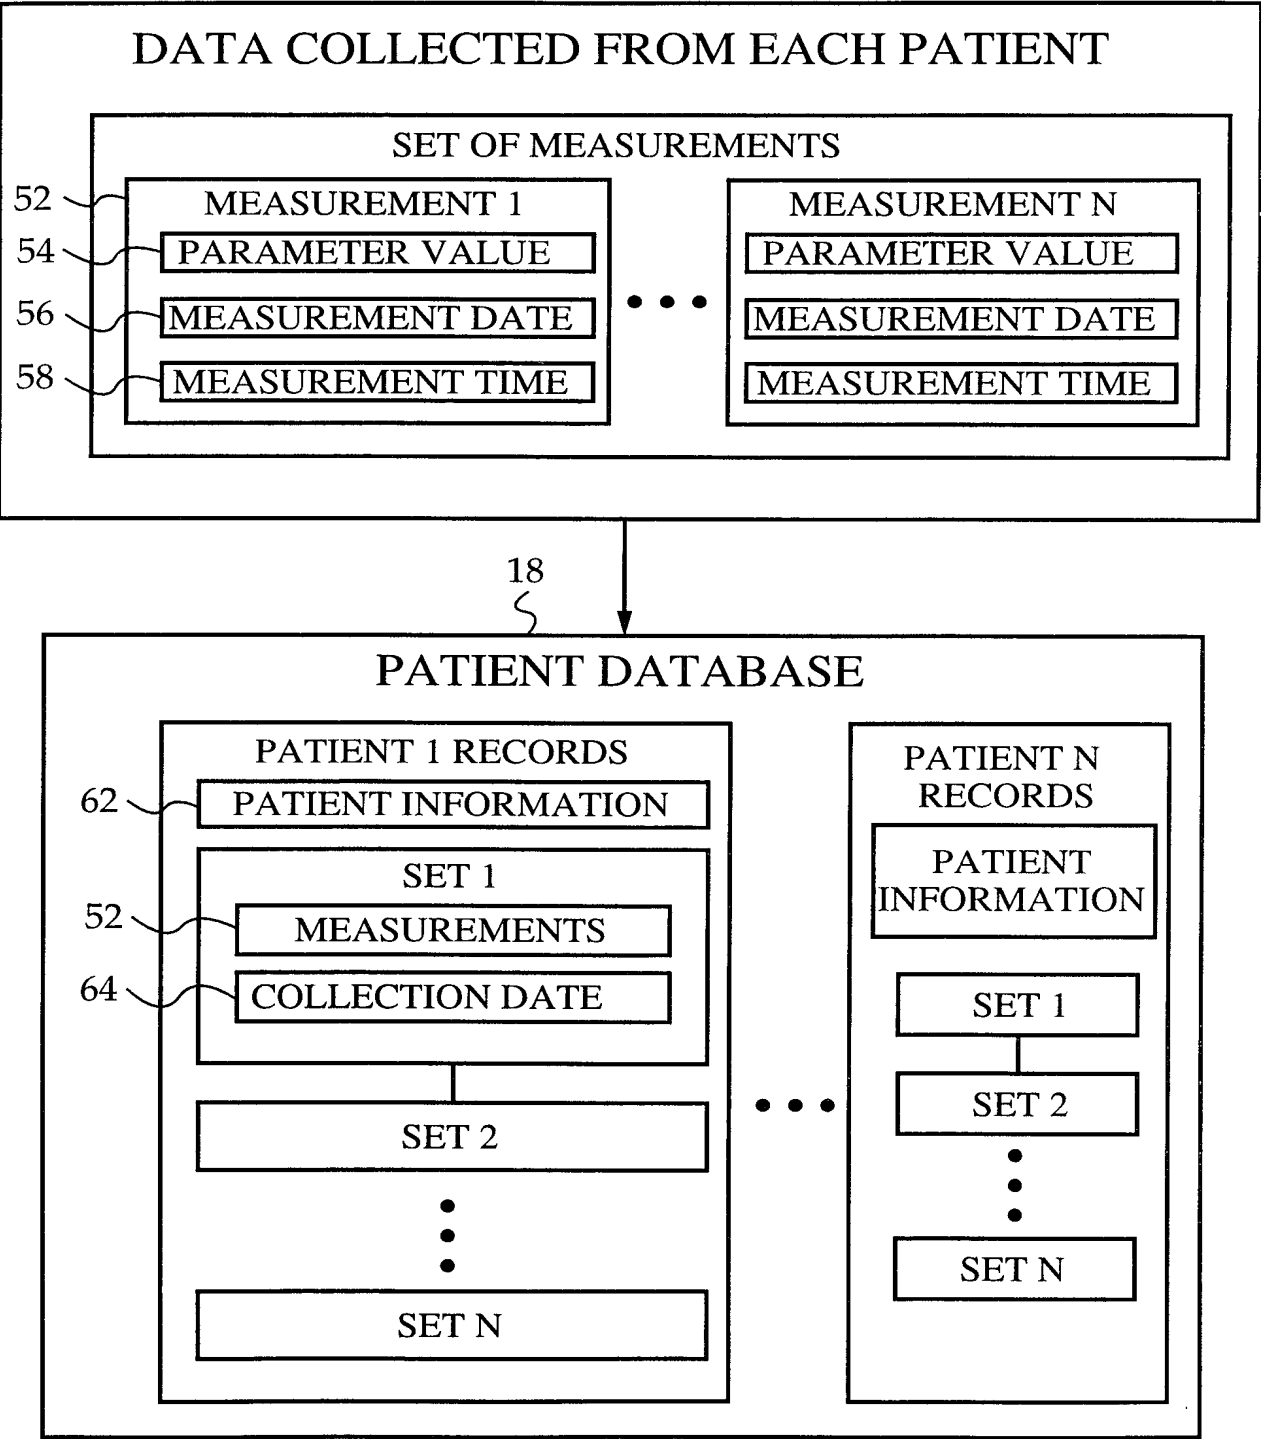 DATA COLLECTED FROM EACH PATIENT
SET OF MEASUREMENTS
52
MEASUREMENT 1
54
PARAMETER VALUE
56
MEASUREMENT DATE
58
MEASUREMENT TIME
MEASUREMENT N
PARAMETER VALUE
MEASUREMENT DATE
MEASUREMENT TIME
18
PATIENT DATABASE
PATIENT 1 RECORDS
62
PATIENT INFORMATION
SET 1
52
MEASUREMENTS
64
COLLECTION DATE
SET 2
SET N
PATIENT N
RECORDS
PATIENT
INFORMATION
SET 1
SET 2
SET N